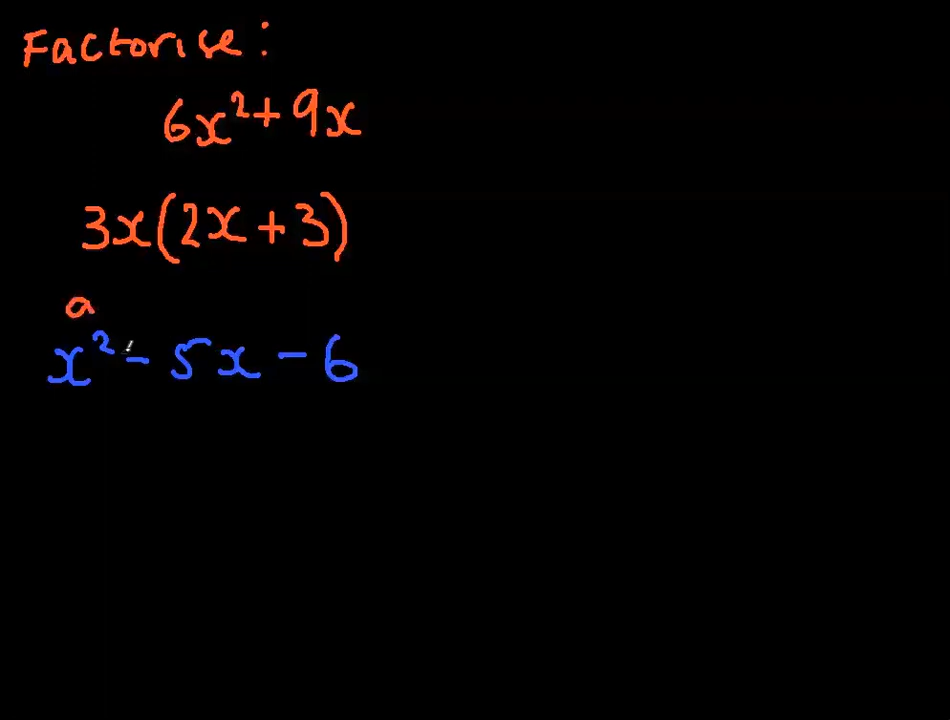 Factorise:
6x² + 9x
3x(2x + 3)
a
x² - 5x - 6